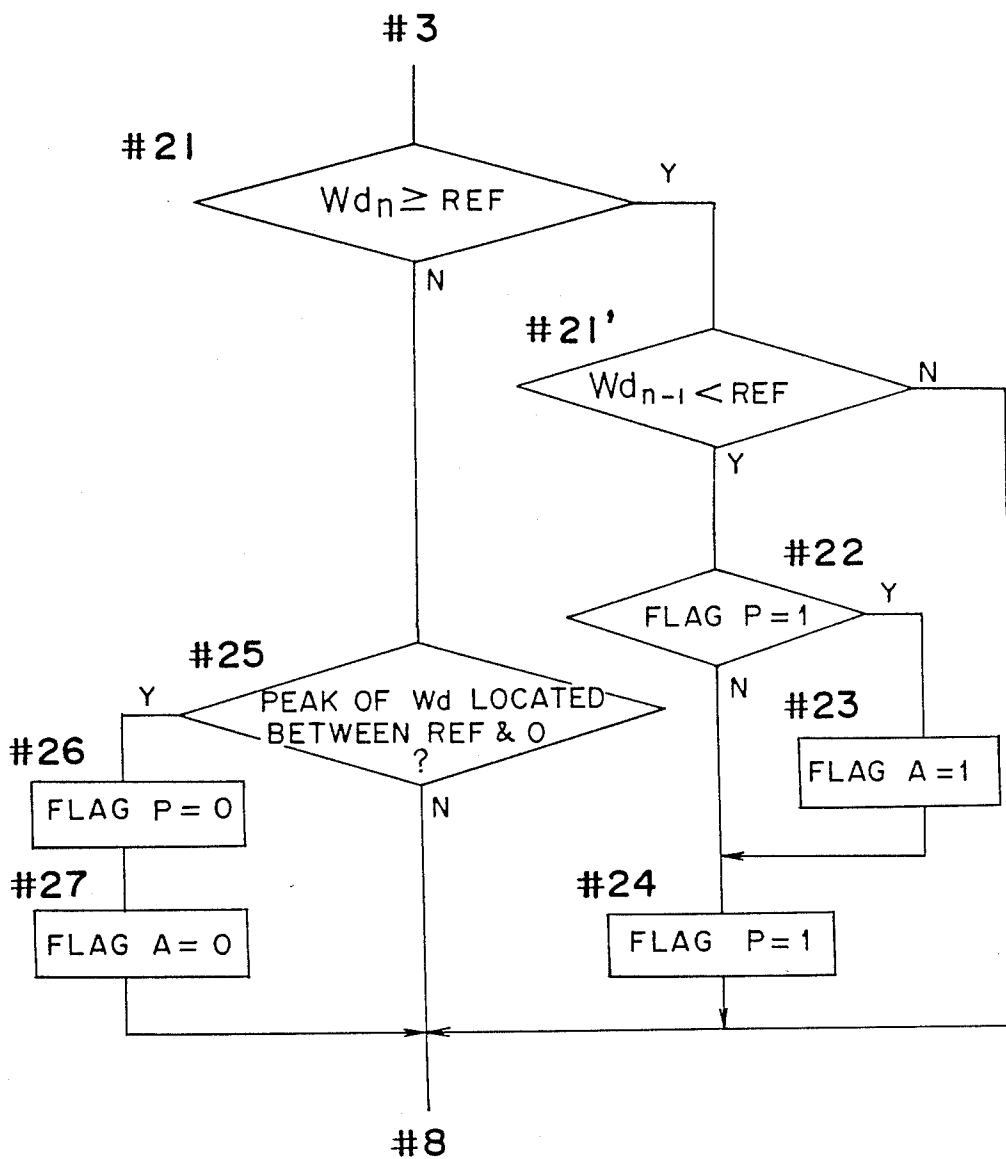 #3
#21
Wdn ≥ REF
Y
N
#21'
Wdn-1 < REF
N
Y
#22
FLAG P = 1
Y
N
#25
PEAK OF Wd LOCATED
BETWEEN REF & 0
?
Y
N
#23
FLAG A = 1
#26
FLAG P = 0
#27
FLAG A = 0
#24
FLAG P = 1
#8